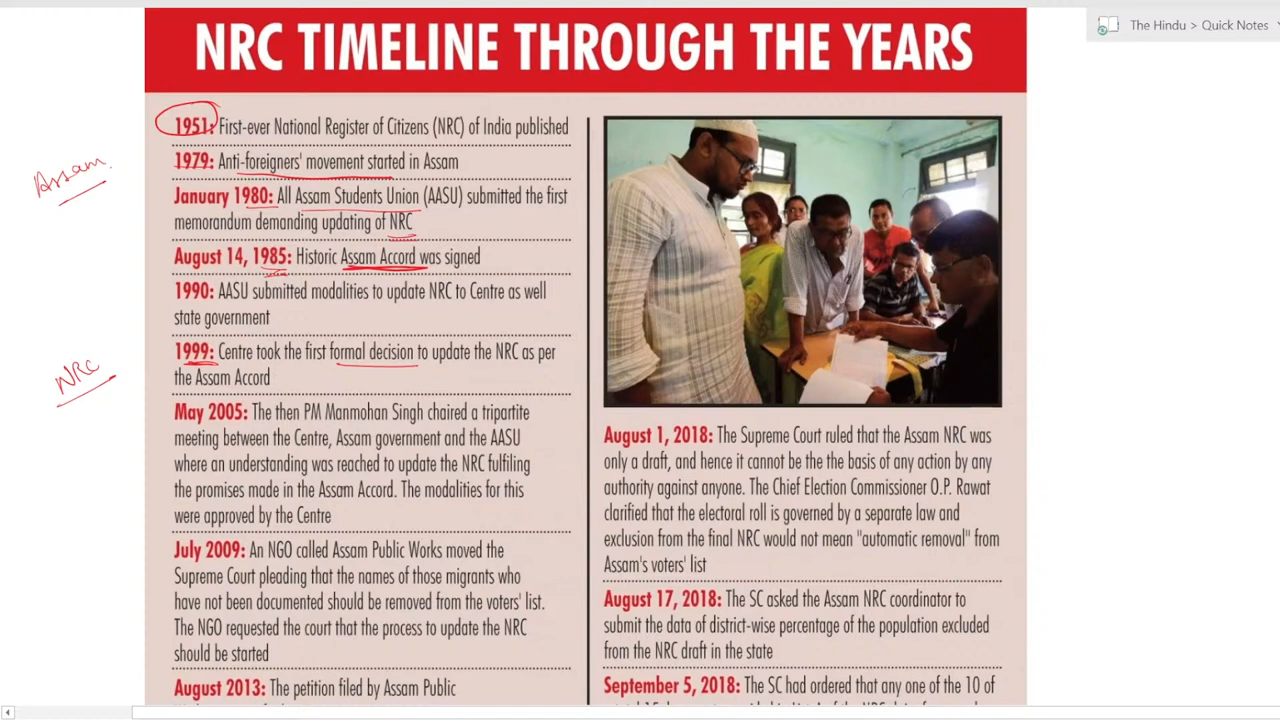 The Hindu > Quick Notes
NRC TIMELINE THROUGH THE YEARS
Assam
NRC
1951: First-ever National Register of Citizens (NRC) of India published
1979: Anti-foreigners' movement started in Assam
January 1980: All Assam Students Union (AASU) submitted the first
memorandum demanding updating of NRC
August 14, 1985: Historic Assam Accord was signed
1990: AASU submitted modalities to update NRC to Centre as well
state government
1999: Centre took the first formal decision to update the NRC as per
the Assam Accord
May 2005: The then PM Manmohan Singh chaired a tripartite
meeting between the Centre, Assam government and the AASU
where an understanding was reached to update the NRC fulfiling
the promises made in the Assam Accord. The modalities for this
were approved by the Centre
July 2009: An NGO called Assam Public Works moved the
Supreme Court pleading that the names of those migrants who
have not been documented should be removed from the voters' list.
The NGO requested the court that the process to update the NRC
should be started
August 2013: The petition filed by Assam Public
August 1, 2018: The Supreme Court ruled that the Assam NRC was
only a draft, and hence it cannot be the the basis of any action by any
authority against anyone. The Chief Election Commissioner O.P. Rawat
clarified that the electoral roll is governed by a separate law and
exclusion from the final NRC would not mean "automatic removal" from
Assam's voters' list
August 17, 2018: The SC asked the Assam NRC coordinator to
submit the data of district-wise percentage of the population excluded
from the NRC draft in the state
September 5, 2018: The SC had ordered that any one of the 10 of